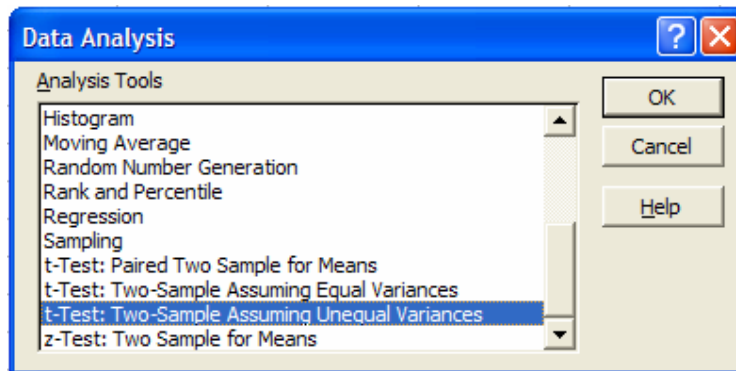 Data Analysis
?
Analysis Tools
Histogram
Moving Average
Random Number Generation
Rank and Percentile
Regression
Sampling
t-Test: Paired Two Sample for Means
t-Test: Two-Sample Assuming Equal Variances
t-Test: Two-Sample Assuming Unequal Variances
z-Test: Two Sample for Means
OK
Cancel
Help